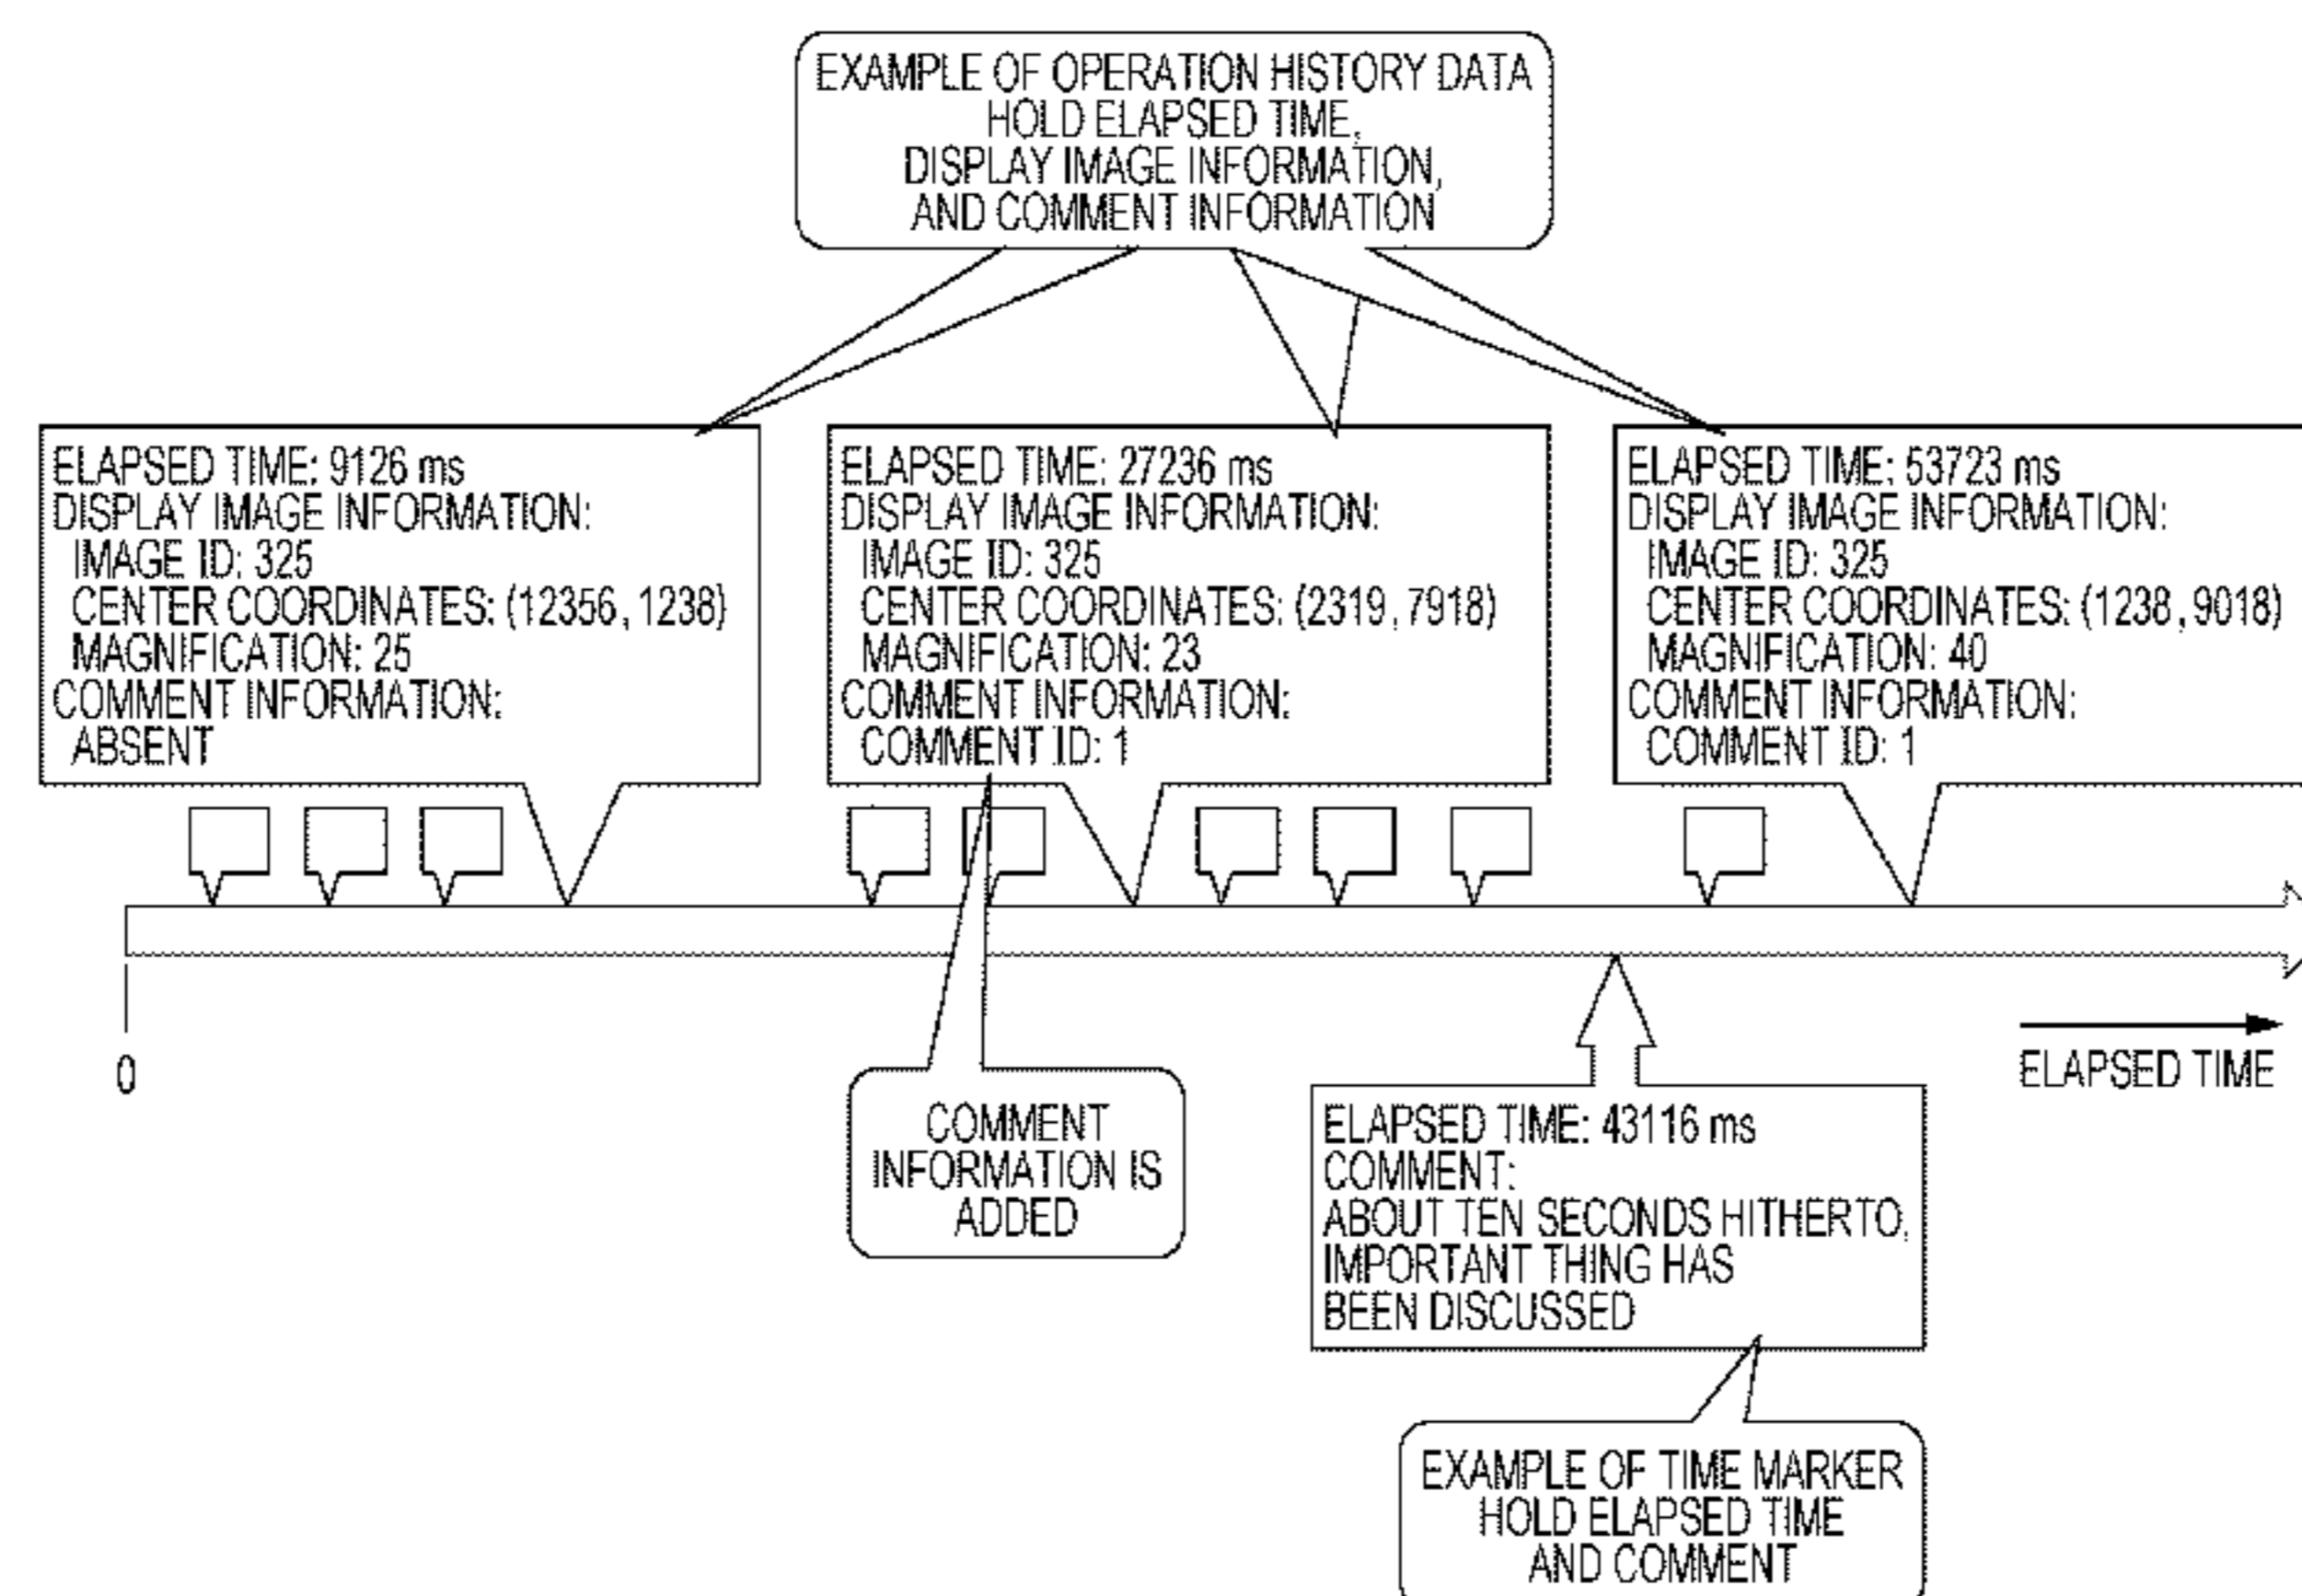 EXAMPLE OF OPERATION HISTORY DATA
HOLD ELAPSED TIME,
DISPLAY IMAGE INFORMATION,
AND COMMENT INFORMATION
ELAPSED TIME: 9126 ms
DISPLAY IMAGE INFORMATION:
IMAGE ID: 325
CENTER COORDINATES: (12356, 1238)
MAGNIFICATION: 25
COMMENT INFORMATION:
ABSENT
ELAPSED TIME: 27236 ms
DISPLAY IMAGE INFORMATION:
IMAGE ID: 325
CENTER COORDINATES: (2319, 7918)
MAGNIFICATION: 23
COMMENT INFORMATION:
COMMENT ID: 1
ELAPSED TIME: 53723 ms
DISPLAY IMAGE INFORMATION:
IMAGE ID: 325
CENTER COORDINATES: (1238, 9018)
MAGNIFICATION: 40
COMMENT INFORMATION:
COMMENT ID: 1
0
ELAPSED TIME
COMMENT
INFORMATION IS
ADDED
ELAPSED TIME: 43116 ms
COMMENT:
ABOUT TEN SECONDS HITHERTO,
IMPORTANT THING HAS
BEEN DISCUSSED
EXAMPLE OF TIME MARKER
HOLD ELAPSED TIME
AND COMMENT